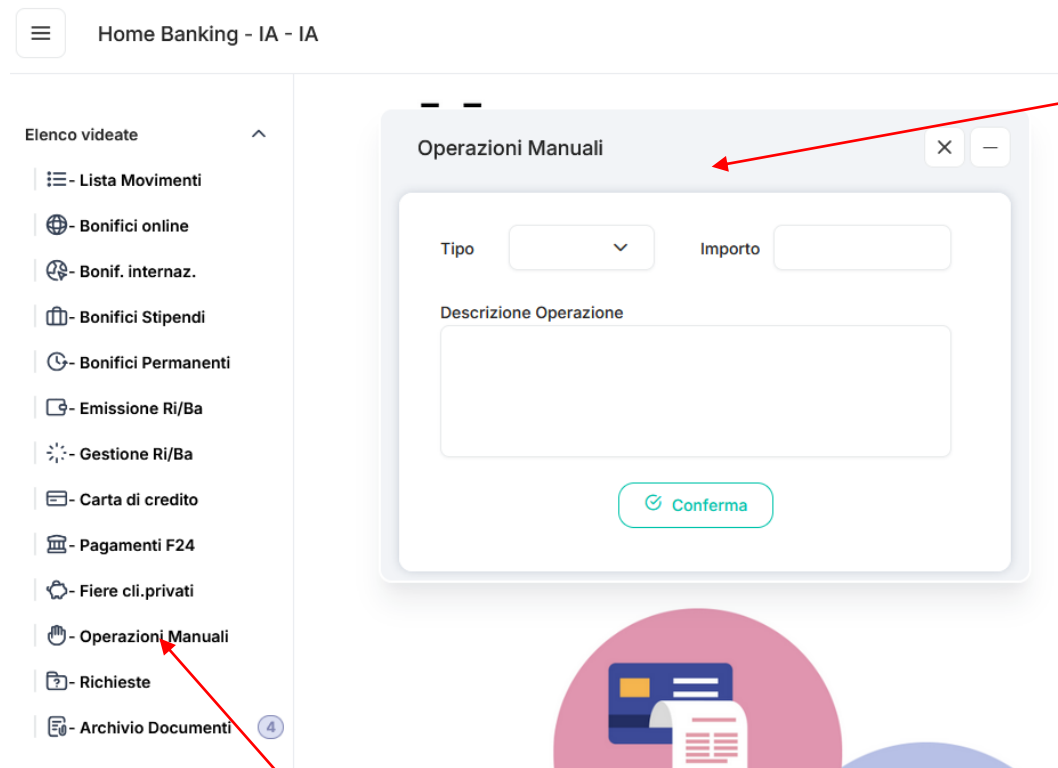 Home Banking - IA - IA
Elenco videate
- Lista Movimenti
- Bonifici online
- Bonif. internaz.
- Bonifici Stipendi
- Bonifici Permanenti
- Emissione Ri/Ba
- Gestione Ri/Ba
- Carta di credito
- Pagamenti F24
- Fiere cli.privati
- Operazioni Manuali
- Richieste
- Archivio Documenti 4
Operazioni Manuali
Tipo Importo
Descrizione Operazione
Conferma